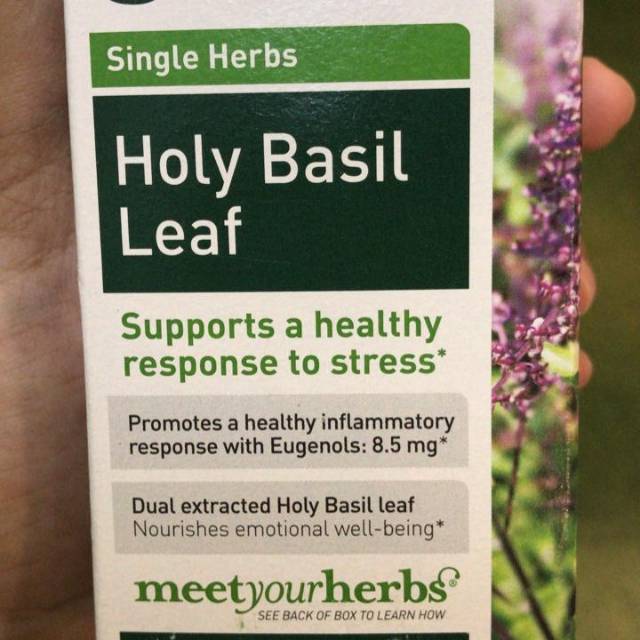 Single Herbs
Holy Basil
Leaf
Supports a healthy
response to stress*
Promotes a healthy inflammatory
response with Eugenols: 8.5 mg*
Dual extracted Holy Basil leaf
Nourishes emotional well-being*
meetyourherbs®
SEE BACK OF BOX TO LEARN HOW